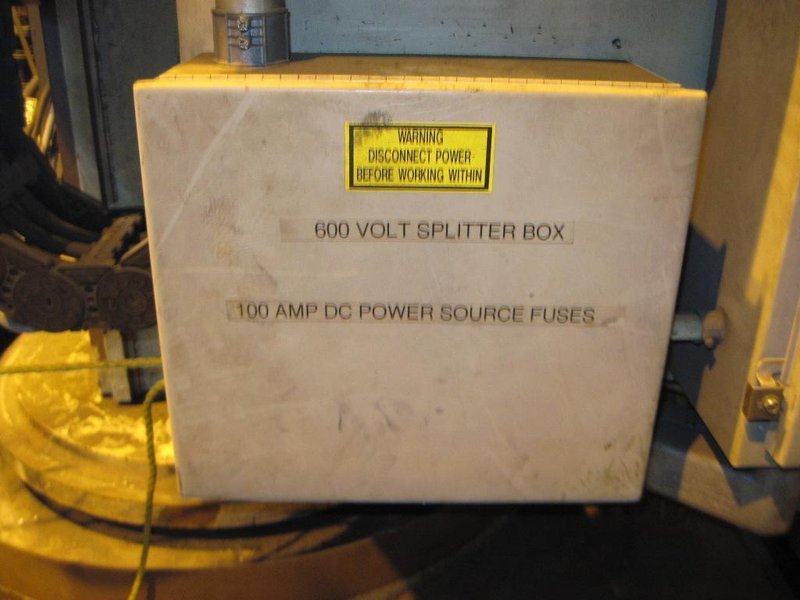 WARNING
DISCONNECT POWER
BEFORE WORKING WITHIN
600 VOLT SPLITTER BOX
100 AMP DC POWER SOURCE FUSES